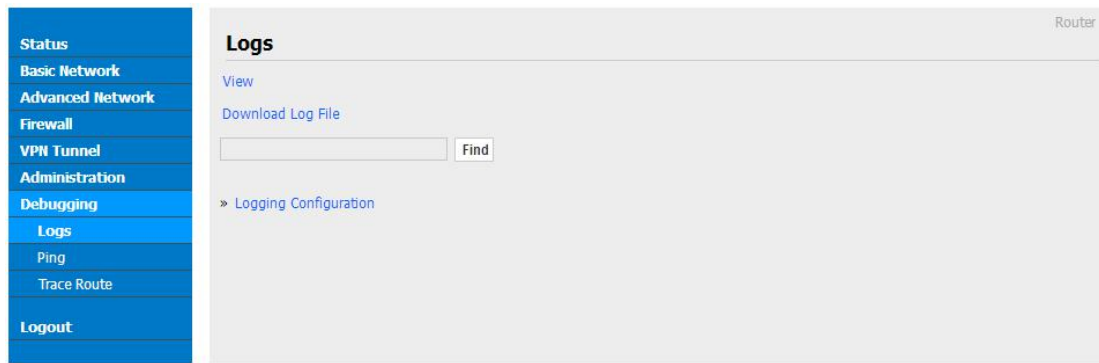 Status
Basic Network
Advanced Network
Firewall
VPN Tunnel
Administration
Debugging
Logs
Ping
Trace Route
Logout
Router
Logs
View
Download Log File
Find
» Logging Configuration